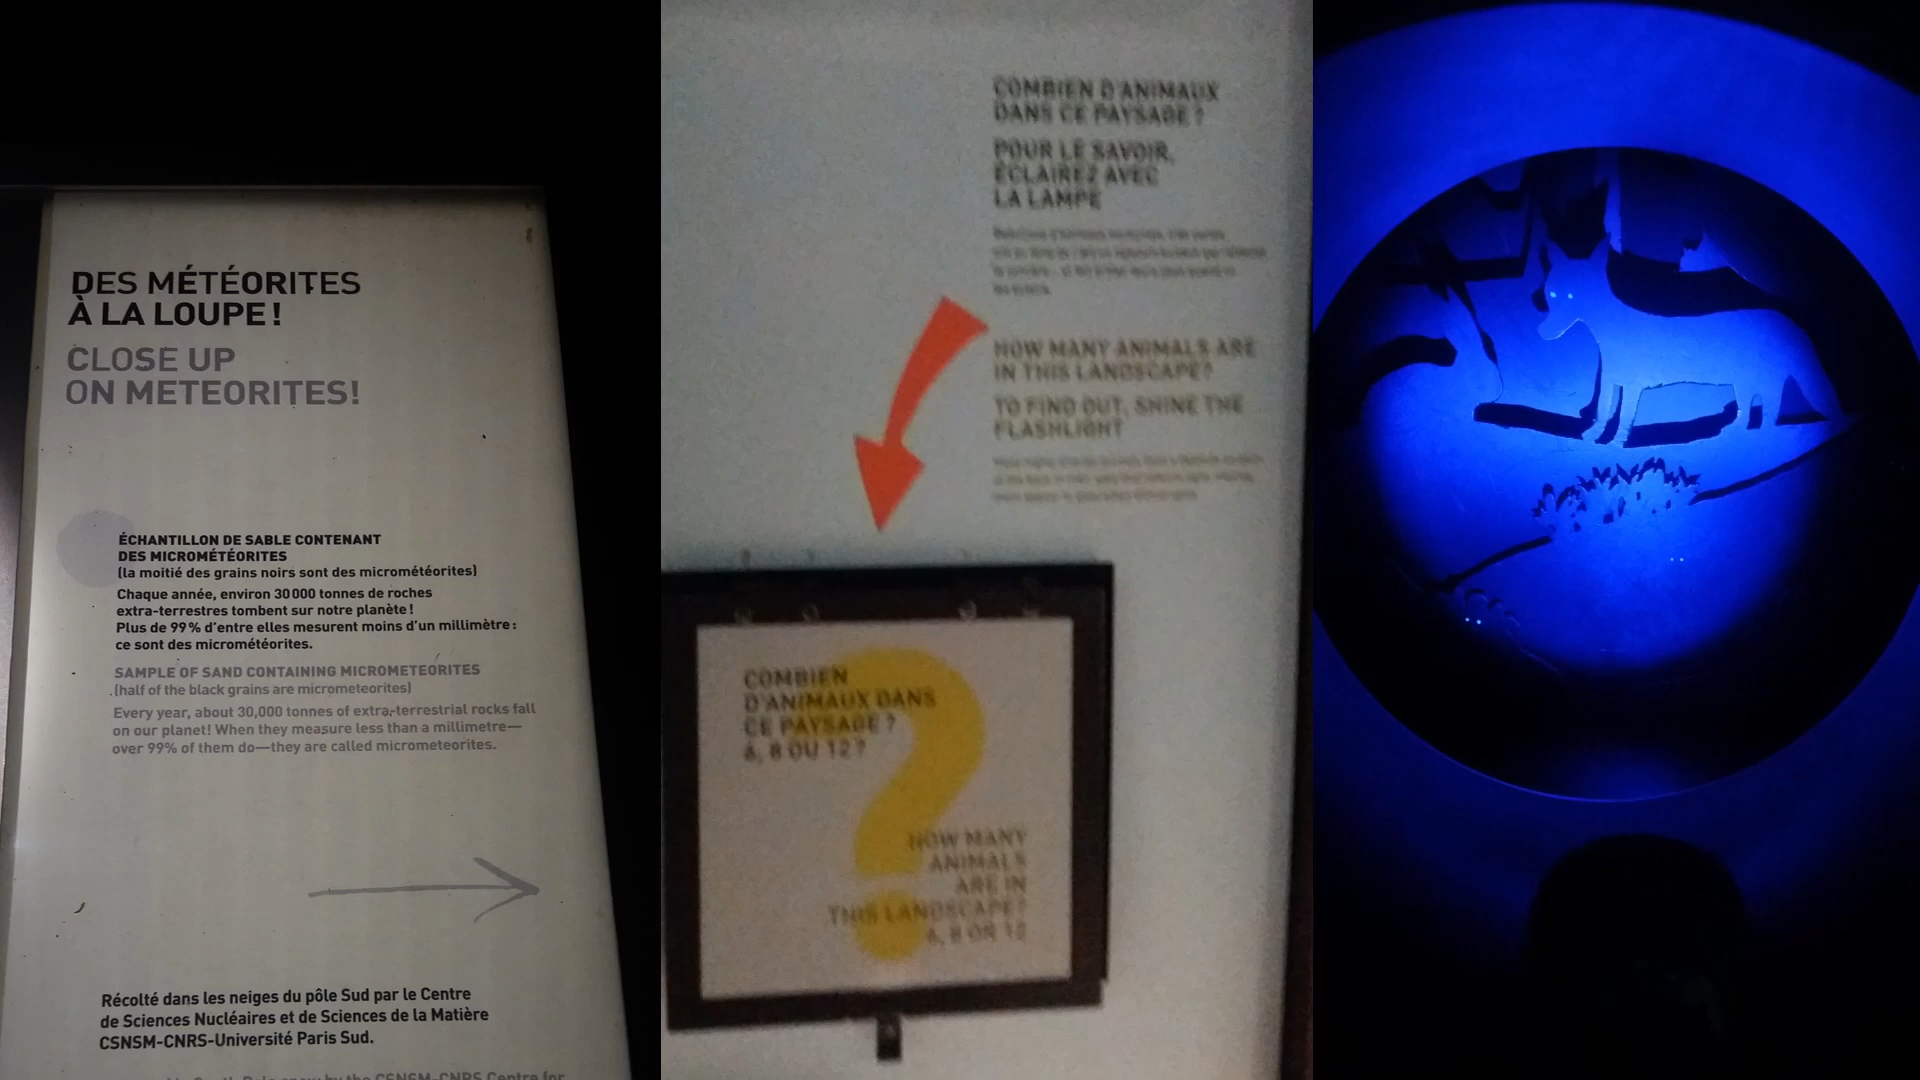 DES MÉTÉORITES
À LA LOUPE !
CLOSE UP
ON METEORITES!
ÉCHANTILLON DE SABLE CONTENANT
DES MICROMÉTÉORITES
(la moitié des grains noirs sont des micrométéorites)
Chaque année, environ 30 000 tonnes de roches
extra-terrestres tombent sur notre planète !
Plus de 99 % d'entre elles mesurent moins d'un millimètre :
ce sont des micrométéorites.
SAMPLE OF SAND CONTAINING MICROMETEORITES
(half of the black grains are micrometeorites)
Every year, about 30,000 tonnes of extra-terrestrial rocks fall
on our planet! When they measure less than a millimetre—
over 99% of them do—they are called micrometeorites.
Récolté dans les neiges du pôle Sud par le Centre
de Sciences Nucléaires et de Sciences de la Matière
CSNSM-CNRS-Université Paris Sud.
by the CSNSM-CNRS Centre for
COMBIEN D'ANIMAUX
DANS CE PAYSAGE ?
POUR LE SAVOIR,
ÉCLAIREZ AVEC
LA LAMPE
HOW MANY ANIMALS ARE
IN THIS LANDSCAPE?
TO FIND OUT, SHINE THE
FLASHLIGHT
COMBIEN
D'ANIMAUX DANS
CE PAYSAGE ?
6, 8 OU 12 ?
HOW MANY
ANIMALS
ARE IN
THIS LANDSCAPE?
6, 8 OR 12